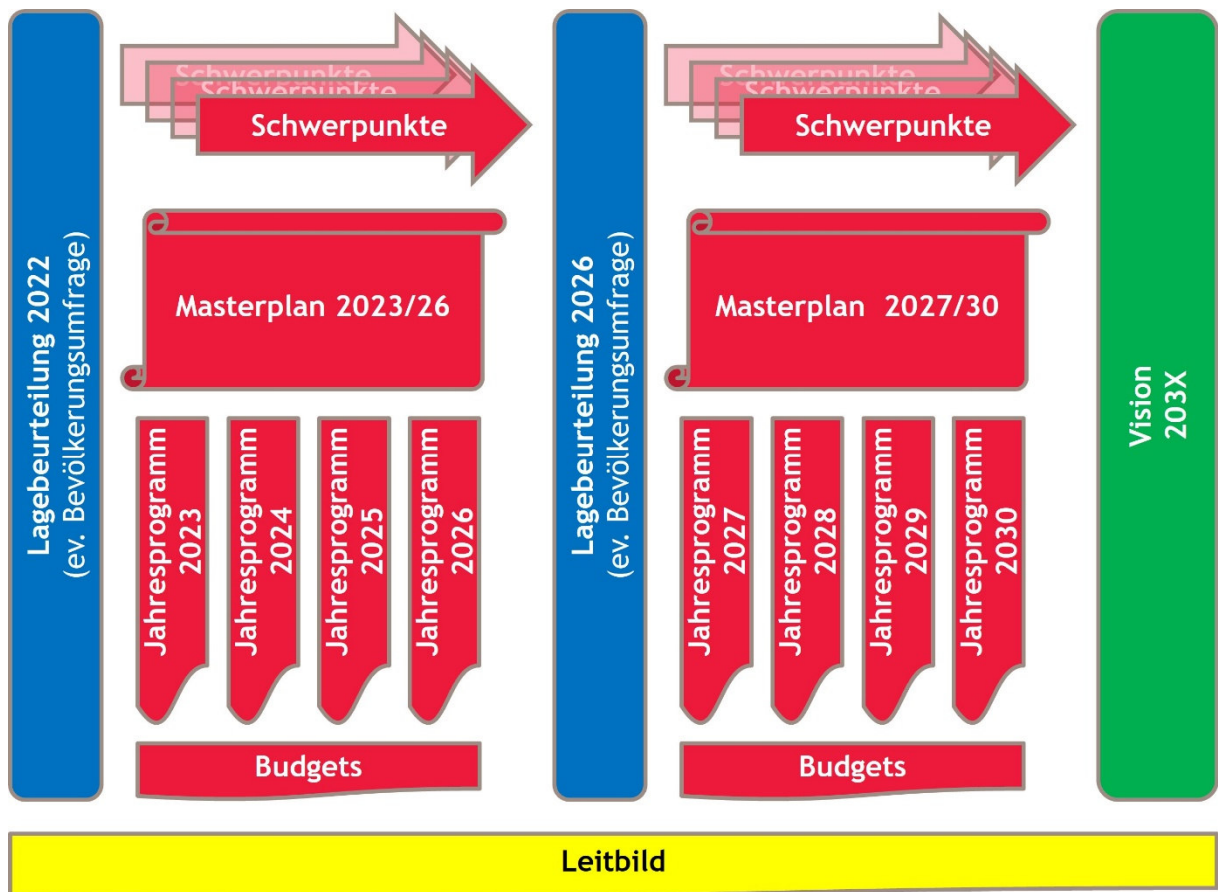 Lagebeurteilung 2022
(ev. Bevölkerungsumfrage)
Schwerpunkte
Schwerpunkte
Schwerpunkte
Masterplan 2023/26
Jahresprogramm
2023
Jahresprogramm
2024
Jahresprogramm
2025
Jahresprogramm
2026
Budgets
Lagebeurteilung 2026
(ev. Bevölkerungsumfrage)
Schwerpunkte
Schwerpunkte
Schwerpunkte
Masterplan  2027/30
Jahresprogramm
2027
Jahresprogramm
2028
Jahresprogramm
2029
Jahresprogramm
2030
Budgets
Vision
203X
Leitbild